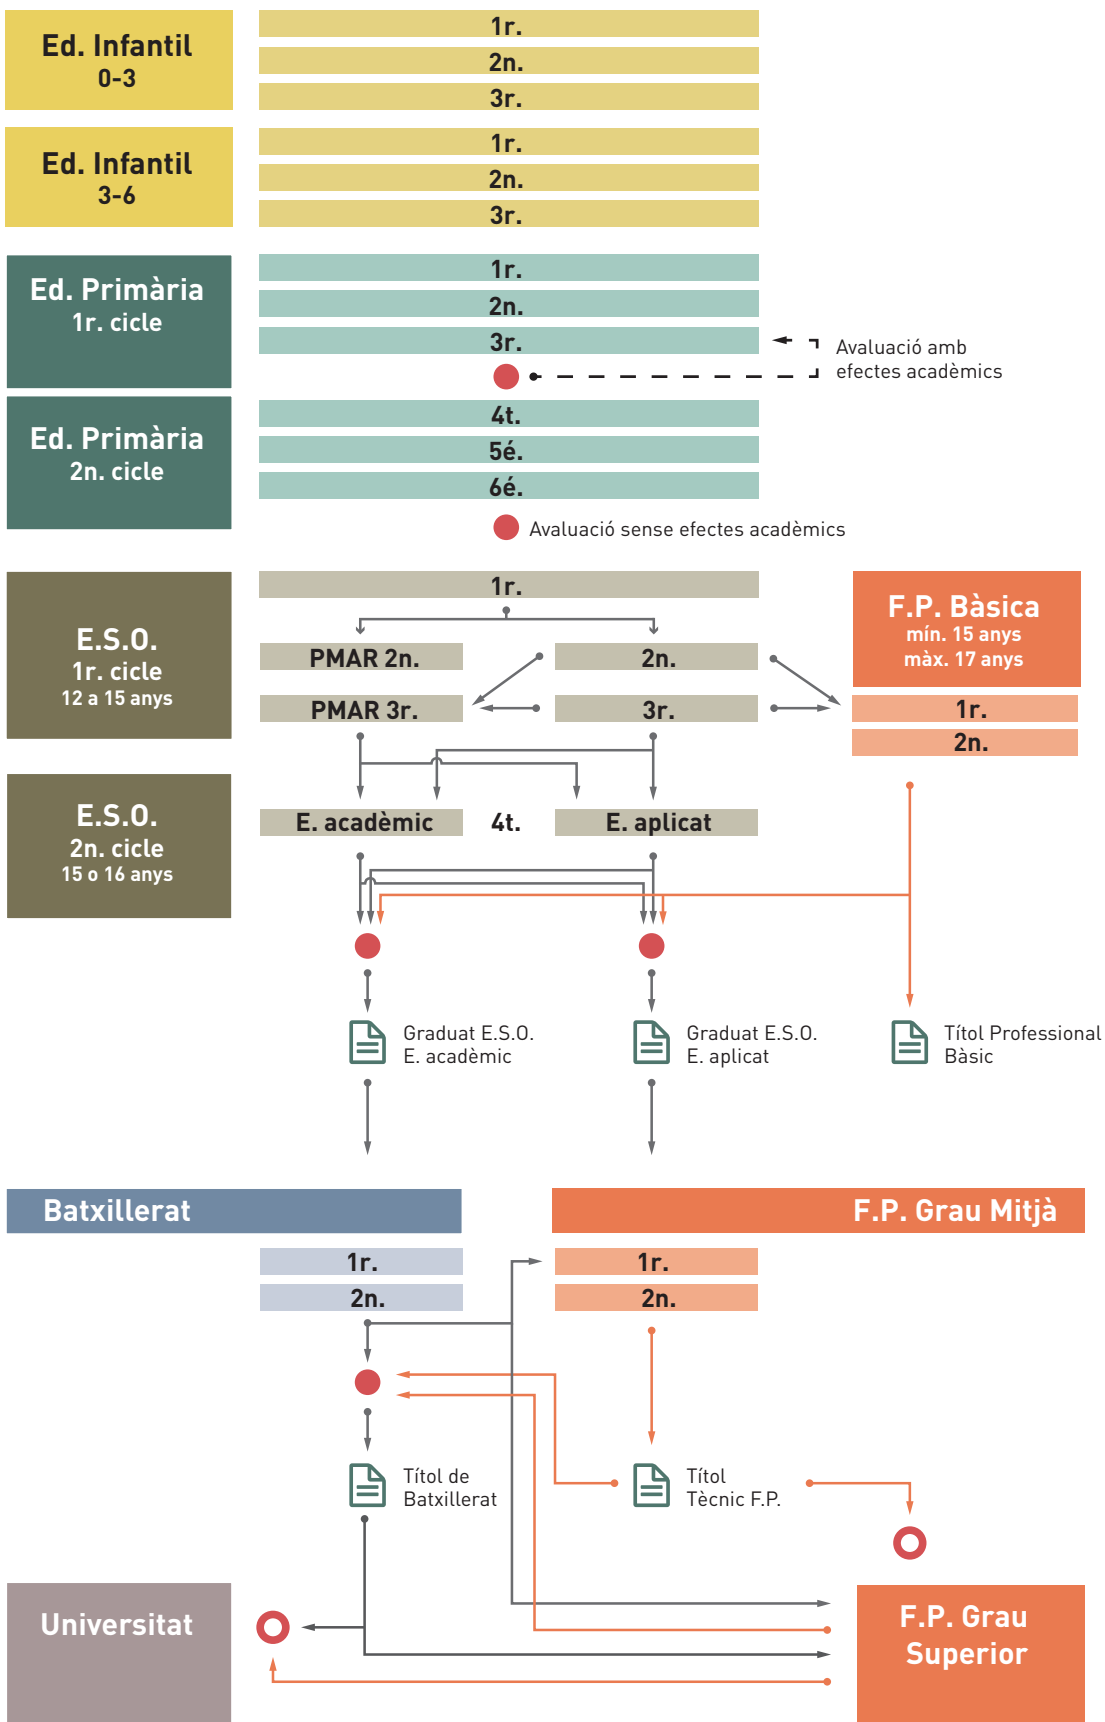 Ed. Infantil
0-3
1r.
2n.
3r.
Ed. Infantil
3-6
1r.
2n.
3r.
Ed. Primària
1r. cicle
1r.
2n.
3r.
Avaluació amb
efectes acadèmics
Ed. Primària
2n. cicle
4t.
5é.
6é.
Avaluació sense efectes acadèmics
E.S.O.
1r. cicle
12 a 15 anys
1r.
PMAR 2n.
2n.
PMAR 3r.
3r.
F.P. Bàsica
mín. 15 anys
màx. 17 anys
1r.
2n.
E.S.O.
2n. cicle
15 o 16 anys
E. acadèmic
4t.
E. aplicat
Graduat E.S.O.
E. acadèmic
Graduat E.S.O.
E. aplicat
Títol Professional
Bàsic
Batxillerat
F.P. Grau Mitjà
1r.
2n.
1r.
2n.
Títol de
Batxillerat
Títol
Tècnic F.P.
Universitat
F.P. Grau
Superior